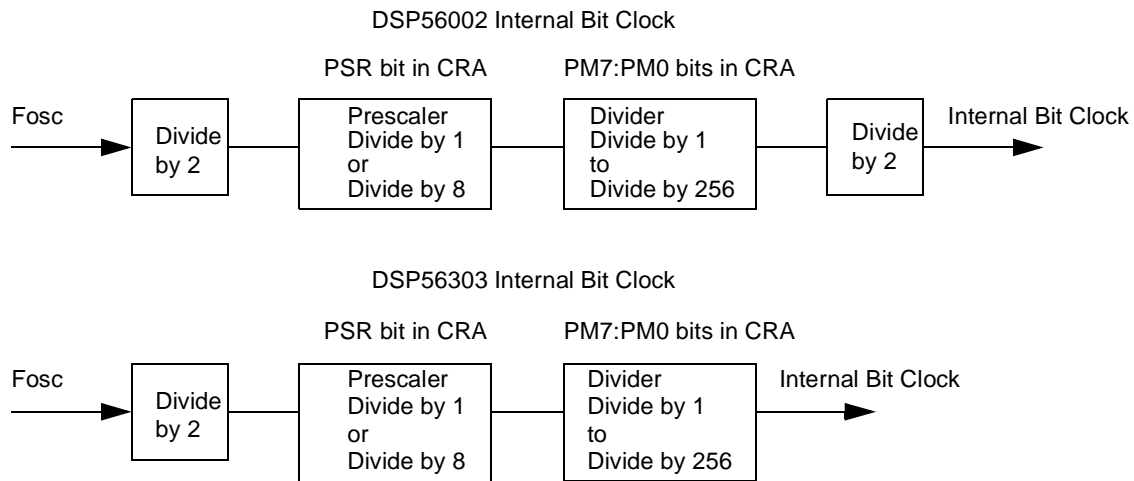 DSP56002 Internal Bit Clock
PSR bit in CRA
PM7:PM0 bits in CRA
Fosc
Divide
by 2
Prescaler
Divide by 1
or
Divide by 8
Divider
Divide by 1
to
Divide by 256
Divide
by 2
Internal Bit Clock
DSP56303 Internal Bit Clock
PSR bit in CRA
PM7:PM0 bits in CRA
Fosc
Divide
by 2
Prescaler
Divide by 1
or
Divide by 8
Divider
Divide by 1
to
Divide by 256
Internal Bit Clock